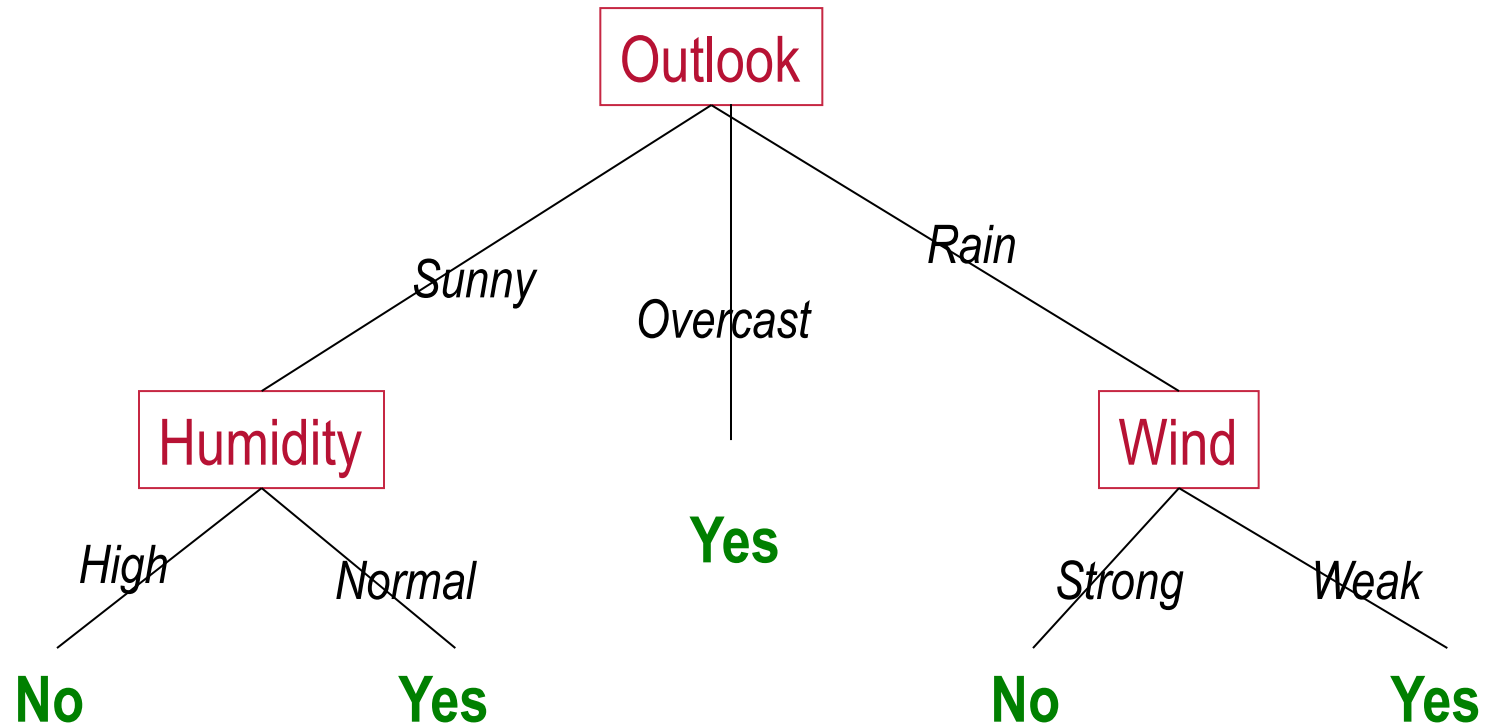 Outlook
Sunny
Overcast
Rain
Humidity
Wind
High
Normal
Yes
Strong
Weak
No
Yes
No
Yes